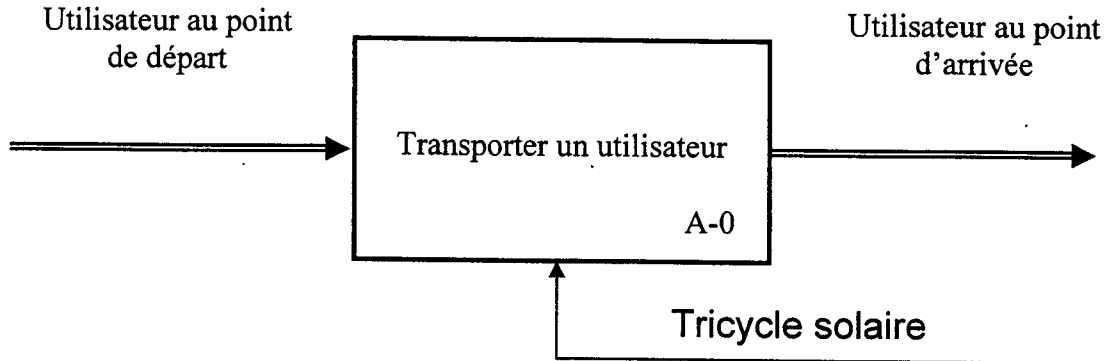 Utilisateur au point
de départ
Utilisateur au point
d'arrivée
Transporter un utilisateur
A-0
Tricycle solaire